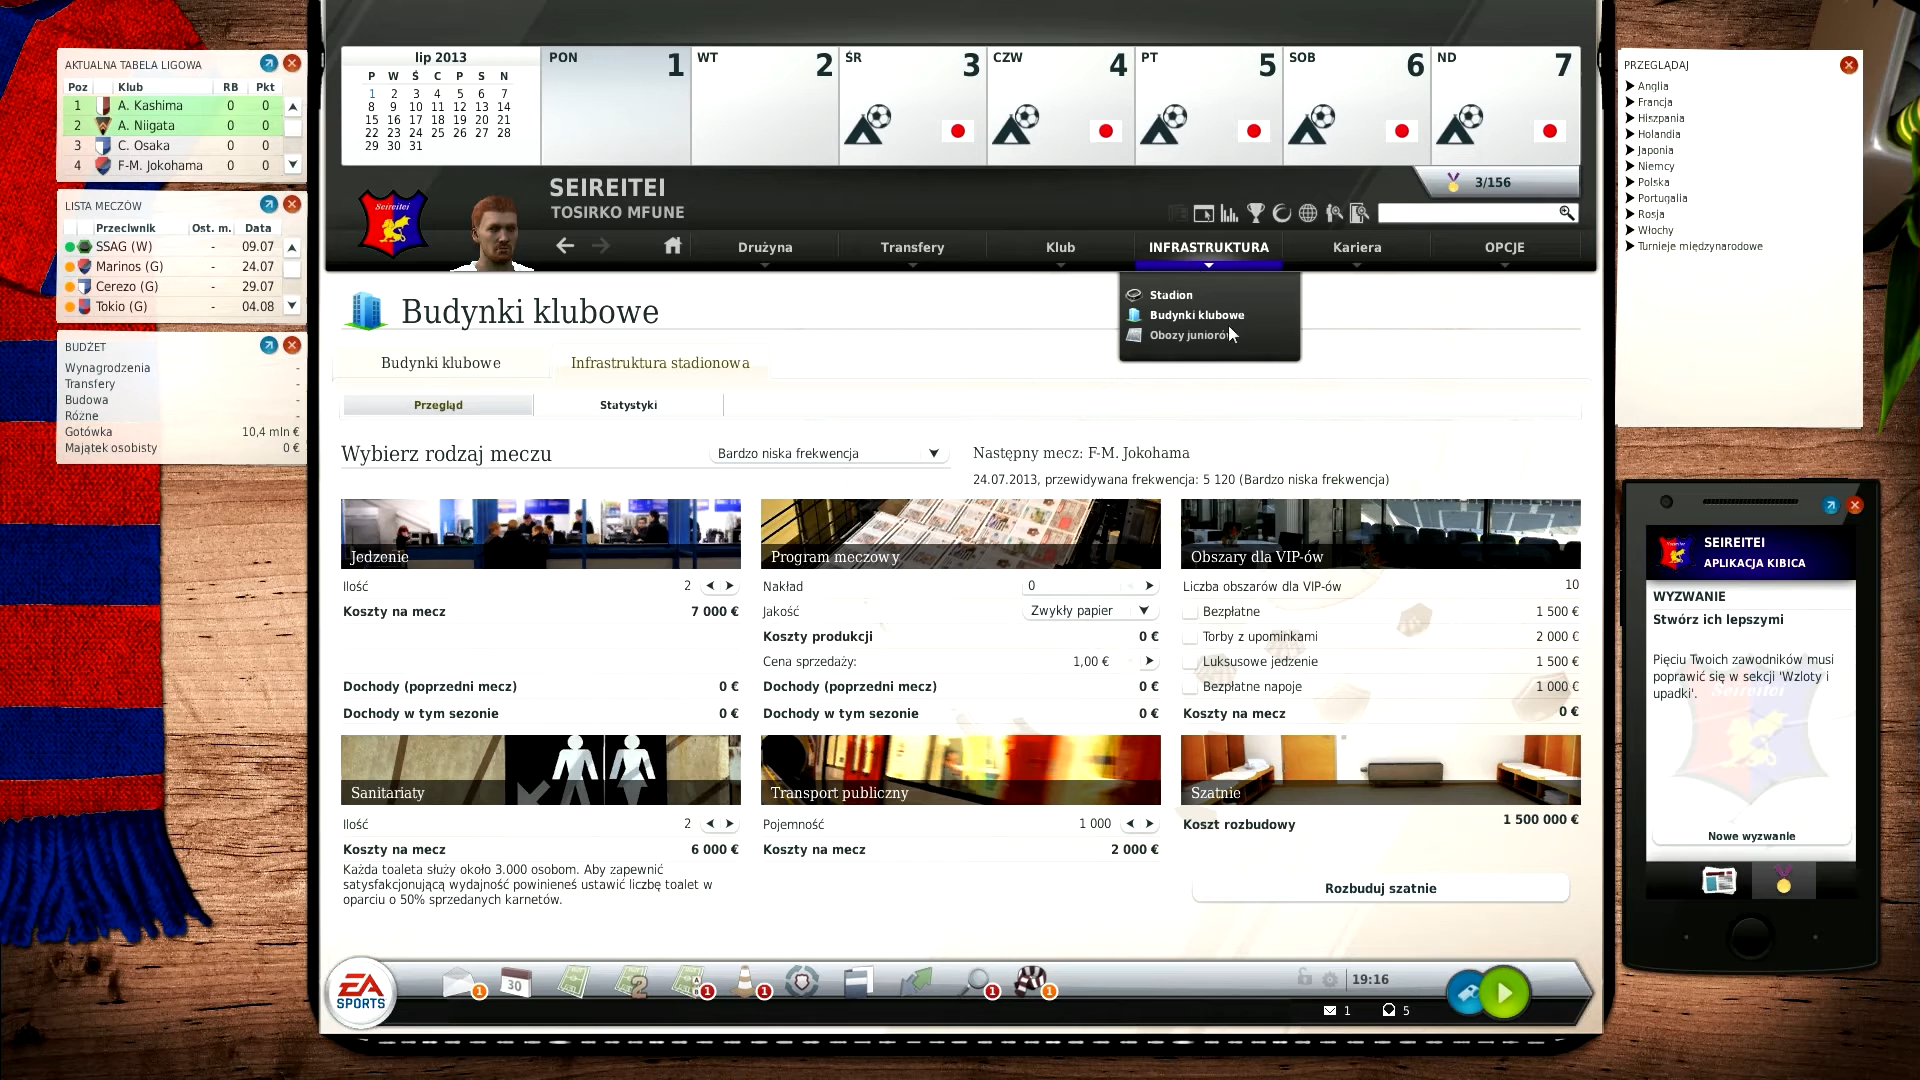 AKTUALNA TABELA LIGOWA
Poz Klub RB Pkt
1 A. Kashima 0 0
2 A. Niigata 0 0
3 C. Osaka 0 0
4 F-M. Jokohama 0 0
LISTA MECZÓW
Przeciwnik Ost. m. Data
SSAG (W) - 09.07
Marinos (G) - 24.07
Cerezo (G) - 29.07
Tokio (G) - 04.08
BUDŻET
Wynagrodzenia -
Transfery -
Budowa -
Różne -
Gotówka 10,4 mln €
Majątek osobisty 0 €
lip 2013
P W Ś C P S N
1 2 3 4 5 6 7
8 9 10 11 12 13 14
15 16 17 18 19 20 21
22 23 24 25 26 27 28
29 30 31
PON 1 WT 2 ŚR 3 CZW 4 PT 5 SOB 6 ND 7
3/156
Seireitei
SEIREITEI
TOSIRKO MFUNE
Drużyna Transfery Klub INFRASTRUKTURA Kariera OPCJE
Stadion
Budynki klubowe
Obozy juniorów
Budynki klubowe
Budynki klubowe Infrastruktura stadionowa
Przegląd Statystyki
Wybierz rodzaj meczu Bardzo niska frekwencja
Następny mecz: F-M. Jokohama
24.07.2013, przewidywana frekwencja: 5 120 (Bardzo niska frekwencja)
Jedzenie
Ilość 2
Koszty na mecz 7 000 €
Dochody (poprzedni mecz) 0 €
Dochody w tym sezonie 0 €
Program meczowy
Nakład 0
Jakość Zwykły papier
Koszty produkcji 0 €
Cena sprzedaży: 1,00 €
Dochody (poprzedni mecz) 0 €
Dochody w tym sezonie 0 €
Obszary dla VIP-ów
Liczba obszarów dla VIP-ów 10
Bezpłatne 1 500 €
Torby z upominkami 2 000 €
Luksusowe jedzenie 1 500 €
Bezpłatne napoje 1 000 €
Koszty na mecz 0 €
Sanitariaty
Ilość 2
Koszty na mecz 6 000 €
Każda toaleta służy około 3.000 osobom. Aby zapewnić
satysfakcjonującą wydajność powinieneś ustawić liczbę toalet w
oparciu o 50% sprzedanych karnetów.
Transport publiczny
Pojemność 1 000
Koszty na mecz 2 000 €
Szatnie
Koszt rozbudowy 1 500 000 €
Rozbuduj szatnie
EA
SPORTS
1 30 2 1 1 1 1
19:16
1 5
PRZEGLĄDAJ
Anglia
Francja
Hiszpania
Holandia
Japonia
Niemcy
Polska
Portugalia
Rosja
Włochy
Turnieje międzynarodowe
SEIREITEI
APLIKACJA KIBICA
WYZWANIE
Stwórz ich lepszymi
Pięciu Twoich zawodników musi
poprawić się w sekcji 'Wzloty i
upadki'.
Seireitei
Nowe wyzwanie